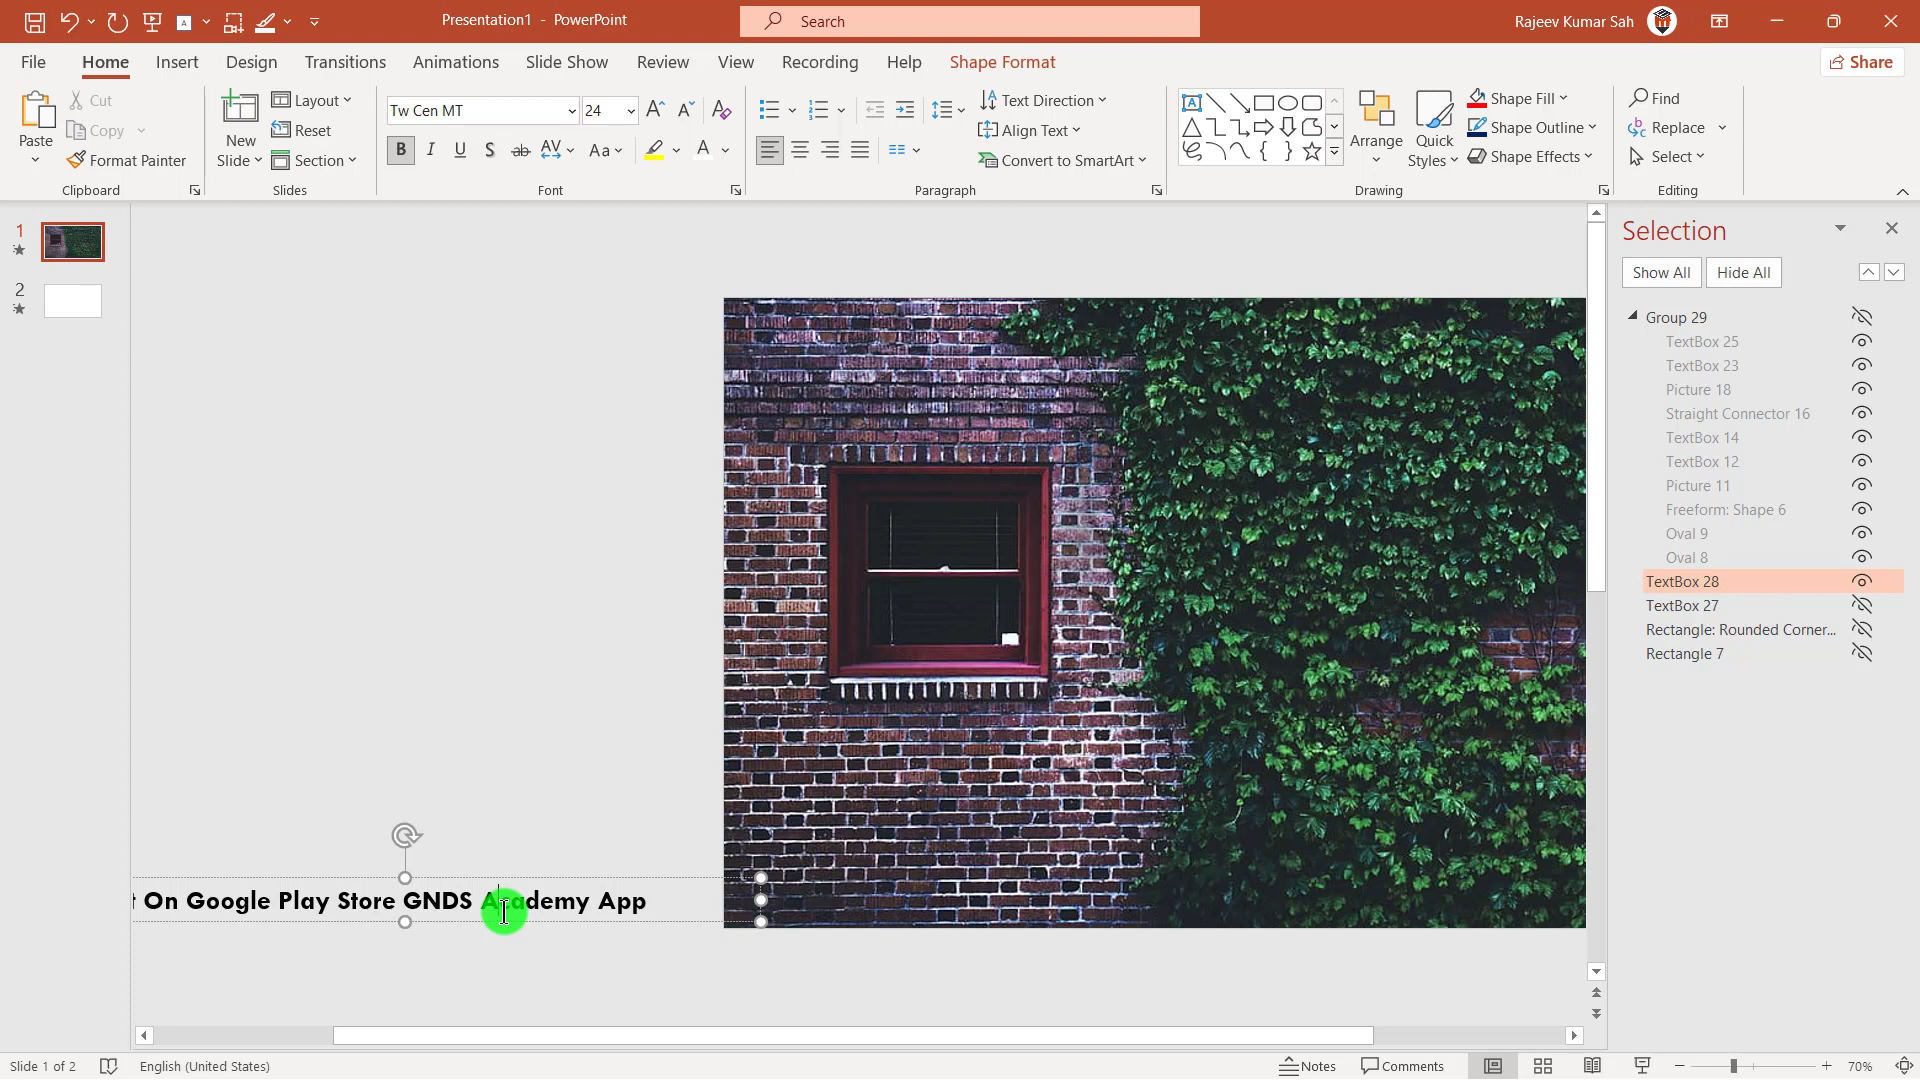 Presentation1 - PowerPoint
Search
Rajeev Kumar Sah
File
Home
Insert
Design
Transitions
Animations
Slide Show
Review
View
Recording
Help
Shape Format
Share
Paste
Cut
Copy
Format Painter
Clipboard
New
Slide
Layout
Reset
Section
Slides
Tw Cen MT
24
Font
Text Direction
Align Text
Convert to SmartArt
Paragraph
Arrange
Quick
Styles
Shape Fill
Shape Outline
Shape Effects
Drawing
Find
Replace
Select
Editing
1
2
Selection
Show All
Hide All
Group 29
TextBox 25
TextBox 23
Picture 18
Straight Connector 16
TextBox 14
TextBox 12
Picture 11
Freeform: Shape 6
Oval 9
Oval 8
TextBox 28
TextBox 27
Rectangle: Rounded Corner...
Rectangle 7
t On Google Play Store GNDS Academy App
Slide 1 of 2
English (United States)
Notes
Comments
70%